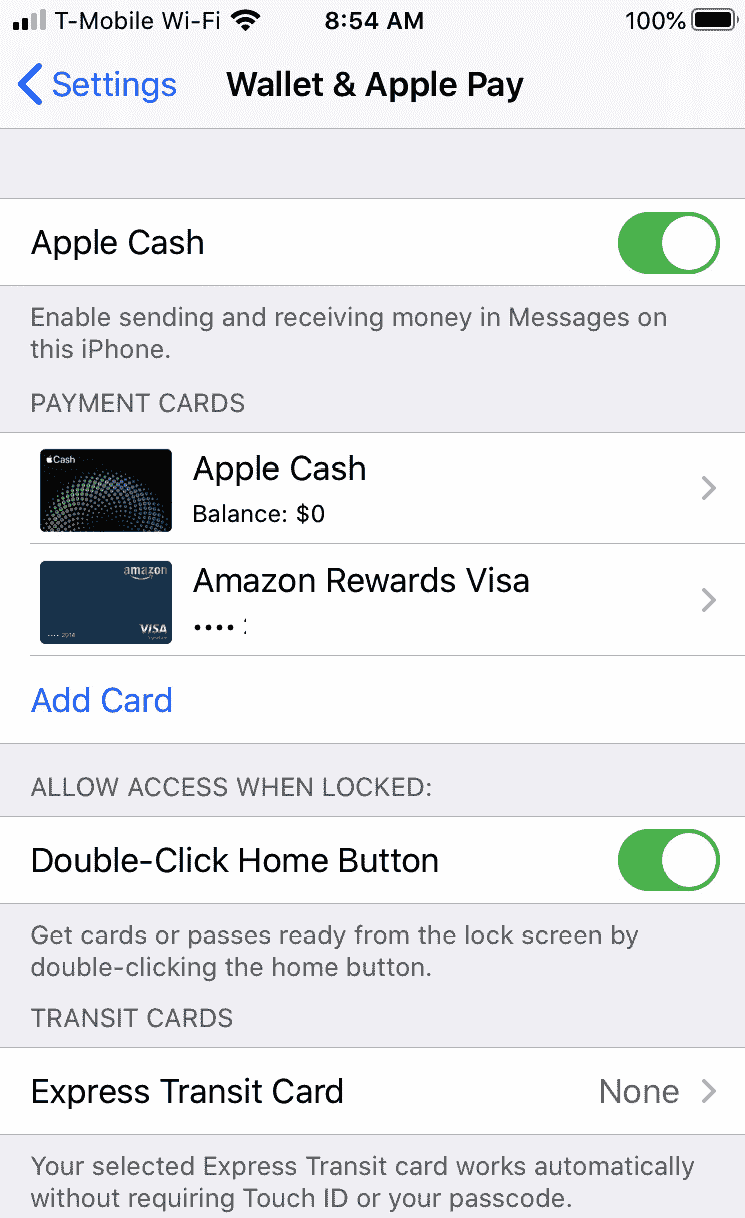 T-Mobile Wi-Fi 8:54 AM 100%
Settings Wallet & Apple Pay
Apple Cash
Enable sending and receiving money in Messages on
this iPhone.
PAYMENT CARDS
Cash
Apple Cash
Balance: $0
amazon
VISA
Amazon Rewards Visa
••••
Add Card
ALLOW ACCESS WHEN LOCKED:
Double-Click Home Button
Get cards or passes ready from the lock screen by
double-clicking the home button.
TRANSIT CARDS
Express Transit Card None
Your selected Express Transit card works automatically
without requiring Touch ID or your passcode.